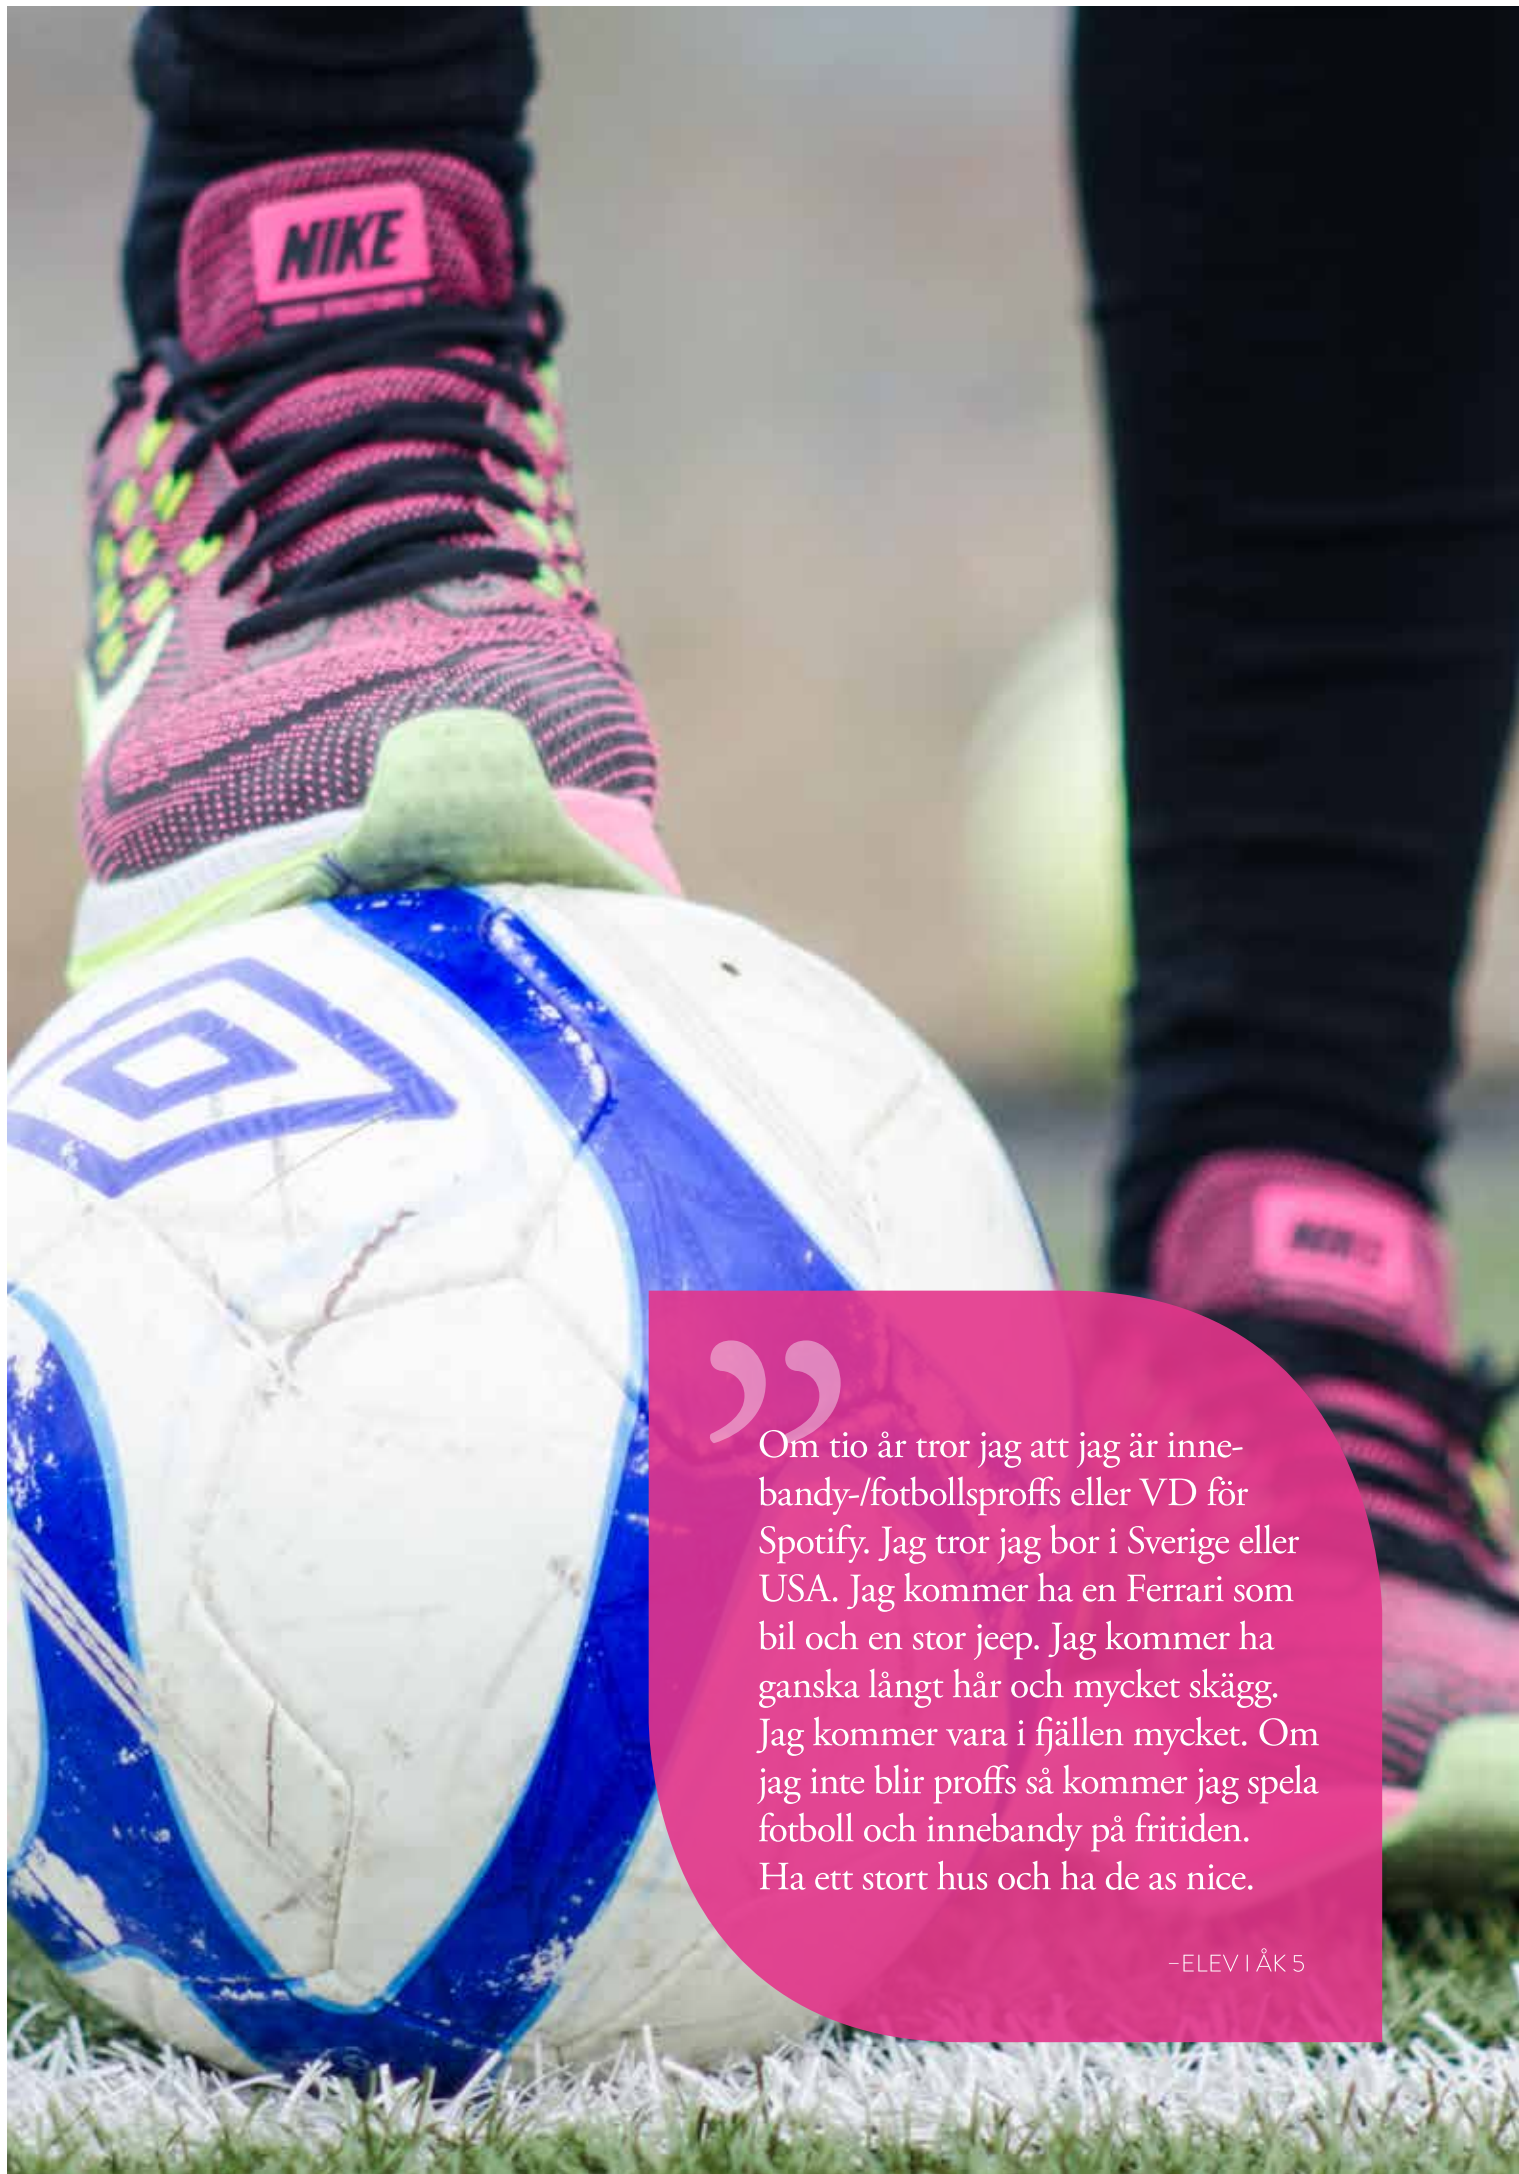 NIKE
”
Om tio år tror jag att jag är inne-
bandy-/fotbollsproffs eller VD för
Spotify. Jag tror jag bor i Sverige eller
USA. Jag kommer ha en Ferrari som
bil och en stor jeep. Jag kommer ha
ganska långt hår och mycket skägg.
Jag kommer vara i fjällen mycket. Om
jag inte blir proffs så kommer jag spela
fotboll och innebandy på fritiden.
Ha ett stort hus och ha de as nice.
–ELEV I ÅK 5